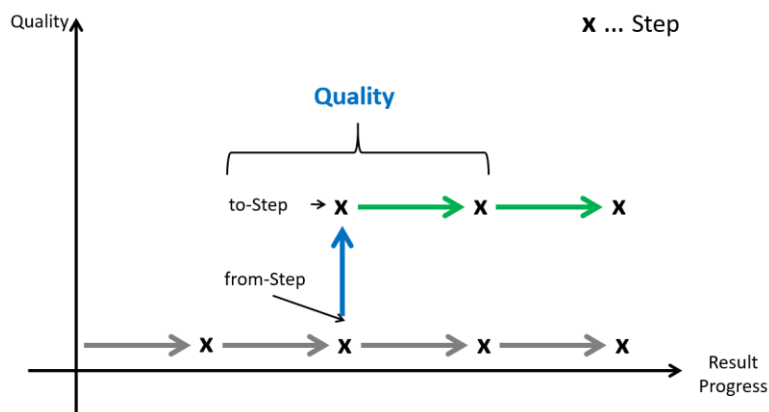 Quality
x ... Step
Quality
to-Step
x
x
x
from-Step
x
x
x
x
Result
Progress